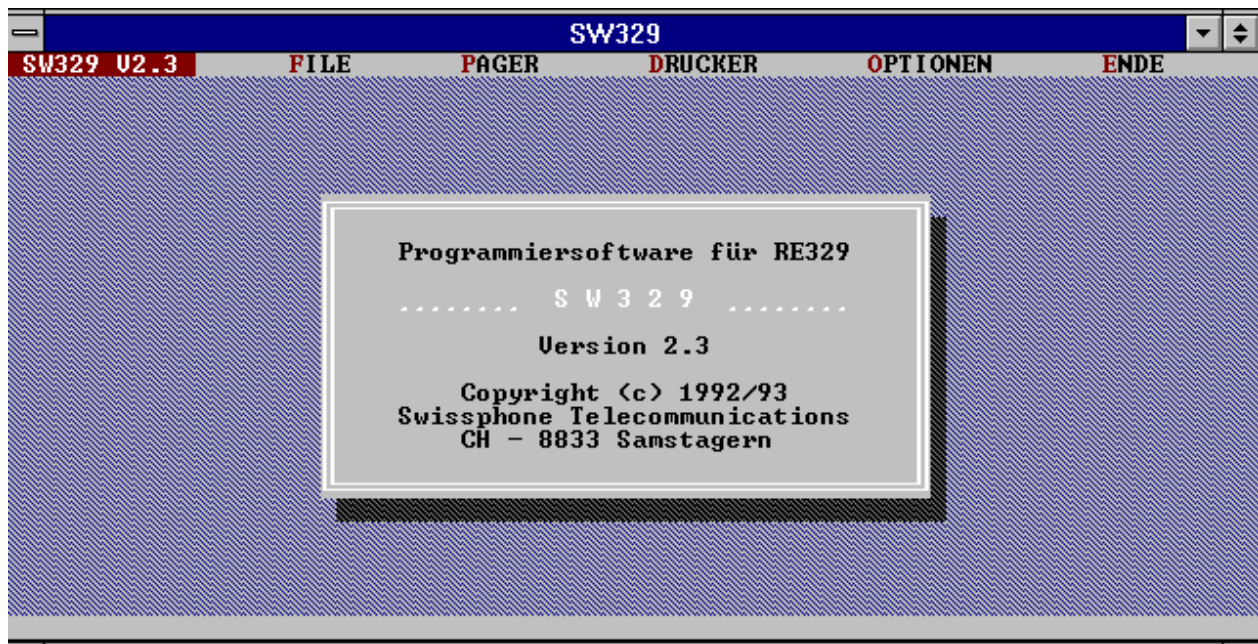 SW329
SW329 V2.3 FILE PAGER DRUCKER OPTIONEN ENDE
Programmiersoftware für RE329
........ S W 3 2 9 ........
Version 2.3
Copyright (c) 1992/93
Swissphone Telecommunications
CH - 8833 Samstagern